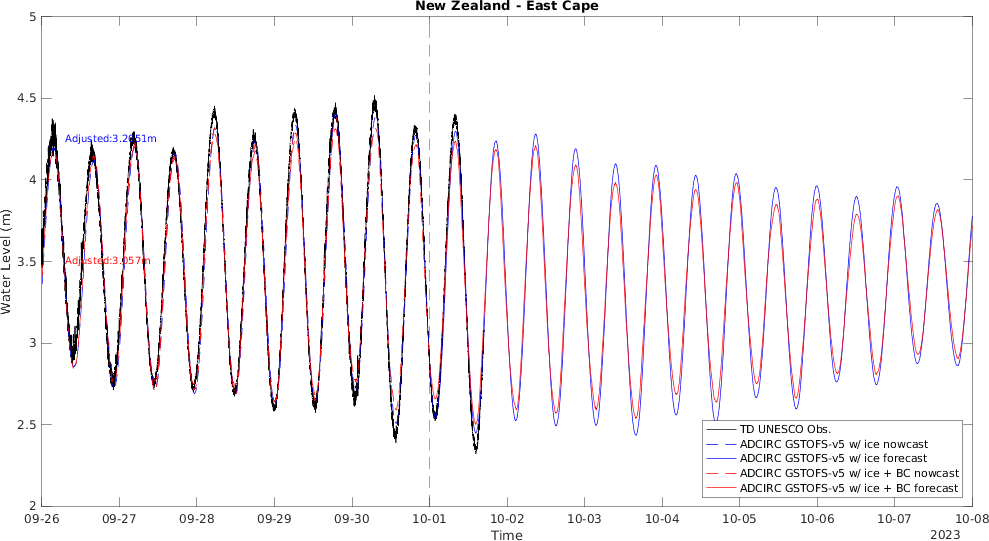 New Zealand - East Cape
5
4.5
4
3.5
3
2.5
2
Water Level (m)
Adjusted:3.2651m
Adjusted:3.057m
TD UNESCO Obs.
ADCIRC GSTOFS-v5 w/ ice nowcast
ADCIRC GSTOFS-v5 w/ ice forecast
ADCIRC GSTOFS-v5 w/ ice + BC nowcast
ADCIRC GSTOFS-v5 w/ ice + BC forecast
09-26 09-27 09-28 09-29 09-30 10-01 10-02 10-03 10-04 10-05 10-06 10-07 10-08
Time
2023